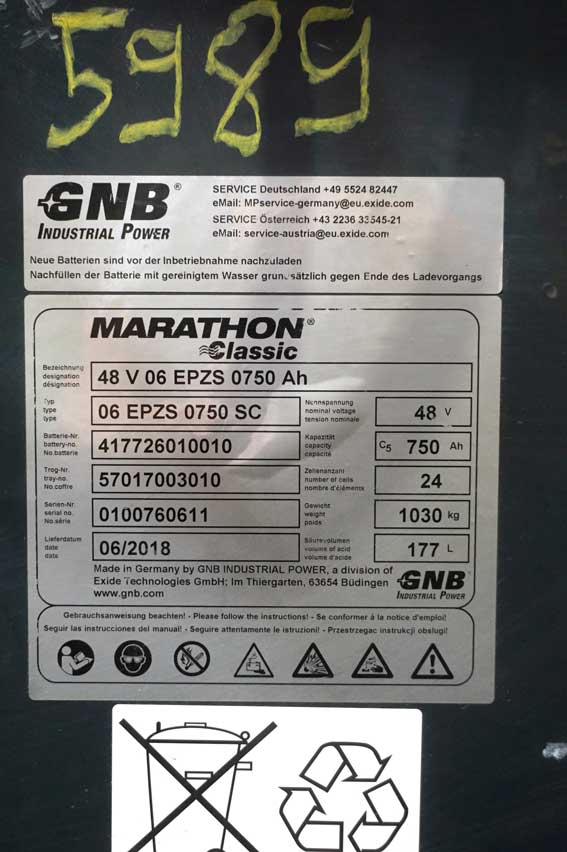 5989
GNB®
INDUSTRIAL POWER
SERVICE Deutschland +49 5524 82447
eMail: MPservice-germany@eu.exide.com
SERVICE Österreich +43 2236 33545-21
eMail: service-austria@eu.exide.com
Neue Batterien sind vor der Inbetriebnahme nachzuladen
Nachfüllen der Batterie mit gereinigtem Wasser grundsätzlich gegen Ende des Ladevorgangs
MARATHON®
Classic
Bezeichnung
designation
désignation
48 V 06 EPZS 0750 Ah
Typ
type
type
06 EPZS 0750 SC
Nennspannung
nominal voltage
tension nominale
48 V
Batterie-Nr.
battery-no.
No.batterie
417726010010
Kapazität
capacity
capacité
C5 750 Ah
Trog-Nr.
tray-no.
No.coffre
57017003010
Zellenanzahl
number of cells
nombre d'éléments
24
Serien-Nr.
serial no.
No.série
0100760611
Gewicht
weight
poids
1030 kg
Lieferdatum
date
date
06/2018
Säurevolumen
volume of acid
volume d'acide
177 L
Made in Germany by GNB INDUSTRIAL POWER, a division of
Exide Technologies GmbH; Im Thiergarten, 63654 Büdingen
www.gnb.com
GNB®
INDUSTRIAL POWER
Gebrauchsanweisung beachten! - Please follow the instructions! - Se conformer à la notice d'emploi!
Seguir las instrucciones del manual! - Seguire attentamente le istruzioni! - Przestrzegac instrukcji obslugi!